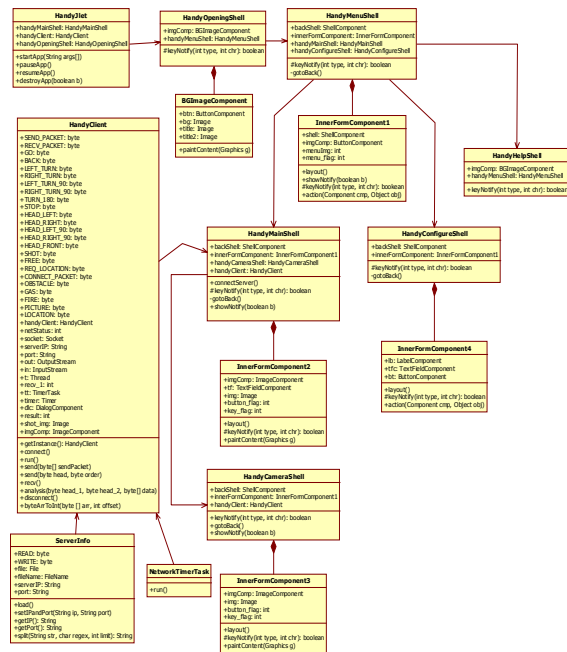 HandyJlet
+handyMainShell: HandyMainShell
+handyClient: HandyClient
+handyOpeningShell: HandyOpeningShell
+startApp(String args[])
+pauseApp()
+resumeApp()
+destroyApp(boolean b)
HandyOpeningShell
+imgComp: BGImageComponent
+handyMenuShell: HandyMenuShell
#keyNotify(int type, int chr): boolean
HandyMenuShell
+backShell: ShellComponent
+innerFormComponent: InnerFormComponent
+handyMainShell: HandyMainShell
+handyConfigureShell: HandyConfigureShell
#keyNotify(int type, int chr): boolean
-gotoBack()
BGImageComponent
+btn: ButtonComponent
+bg: Image
+title: Image
+title2: Image
+paintContent(Graphics g)
InnerFormComponent1
+shell: ShellComponent
+imgComp: ButtonComponent
+menuImg: int
+menu_flag: int
+layout()
+showNotify(boolean b)
#keyNotify(int type, int chr): boolean
+action(Component cmp, Object obj)
HandyHelpShell
+imgComp: BGImageComponent
+handyMenuShell: HandyMenuShell
+keyNotify(int type, int chr): boolean
HandyClient
+SEND_PACKET: byte
+RECV_PACKET: byte
+GO: byte
+BACK: byte
+LEFT_TURN: byte
+RIGHT_TURN: byte
+LEFT_TURN_90: byte
+RIGHT_TURN_90: byte
+TURN_180: byte
+STOP: byte
+HEAD_LEFT: byte
+HEAD_RIGHT: byte
+HEAD_LEFT_90: byte
+HEAD_RIGHT_90: byte
+HEAD_FRONT: byte
+SHOT: byte
+FREE: byte
+REQ_LOCATION: byte
+CONNECT_PACKET: byte
+OBSTACLE: byte
+GAS: byte
+FIRE: byte
+PICTURE: byte
+LOCATION: byte
+handyClient: HandyClient
+netStatus: int
+socket: Socket
+serverIP: String
+port: String
+out: OutputStream
+in: InputStream
+t: Thread
+recv_1: int
+tt: TimerTask
+timer: Timer
+dlc: DialogComponent
+result: int
+shot_img: Image
+imgComp: ImageComponent
+getInstance(): HandyClient
+connect()
+run()
+send(byte[] sendPacket)
+send(byte head, byte order)
+recv()
+analysis(byte head_1, byte head_2, byte[] data)
+disconnect()
+byteArrToInt(byte [] arr, int offset)
HandyMainShell
+backShell: ShellComponent
+innerFormComponent: InnerFormComponent1
+handyCameraShell: HandyCameraShell
+handyClient: HandyClient
+connectServer()
#keyNotify(int type, int chr): boolean
-gotoBack()
+showNotify(boolean b)
HandyConfigureShell
+backShell: ShellComponent
+innerFormComponent: InnerFormComponent1
#keyNotify(int type, int chr): boolean
-gotoBack()
InnerFormComponent2
+imgComp: ImageComponent
+tf: TextFieldComponent
+img: Image
+button_flag: int
+key_flag: int
+layout()
#keyNotify(int type, int chr): boolean
+paintContent(Graphics g)
InnerFormComponent4
+lb: LabelComponent
+tfc: TextFieldComponent
+bt: ButtonComponent
+layout()
#keyNotify(int type, int chr): boolean
+action(Component cmp, Object obj)
HandyCameraShell
+backShell: ShellComponent
+innerFormComponent: InnerFormComponent1
+handyClient: HandyClient
#keyNotify(int type, int chr): boolean
+gotoBack()
+showNotify(boolean b)
ServerInfo
+READ: byte
+WRITE: byte
+file: File
+fileName: FileName
+serverIP: String
+port: String
+load()
+setIPandPort(String ip, String port)
+getIP(): String
+getPort(): String
+split(String str, char regex, int limit): String
NetworkTimerTask
+run()
InnerFormComponent3
+imgComp: ImageComponent
+img: Image
+button_flag: int
+key_flag: int
+layout()
#keyNotify(int type, int chr): boolean
+paintContent(Graphics g)